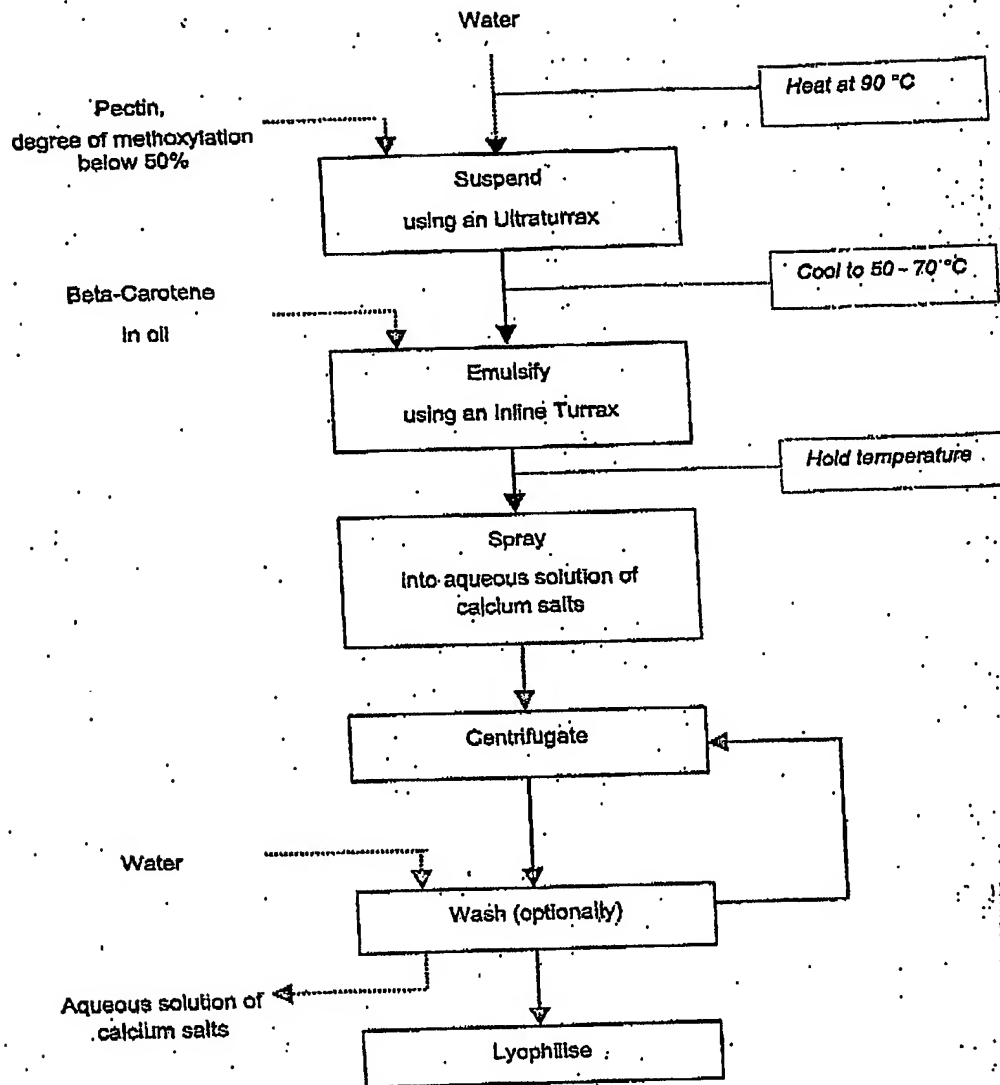 Water
Heat at 90 °C
Pectin,
degree of methoxylation
below 50%
Suspend
using an Ultraturrax
Cool to 50 - 70 °C
Beta-Carotene
in oil
Emulsify
using an Inline Turrax
Hold temperature
Spray
into aqueous solution of
calcium salts
Centrifugate
Water
Wash (optionally)
Aqueous solution of
calcium salts
Lyophilise